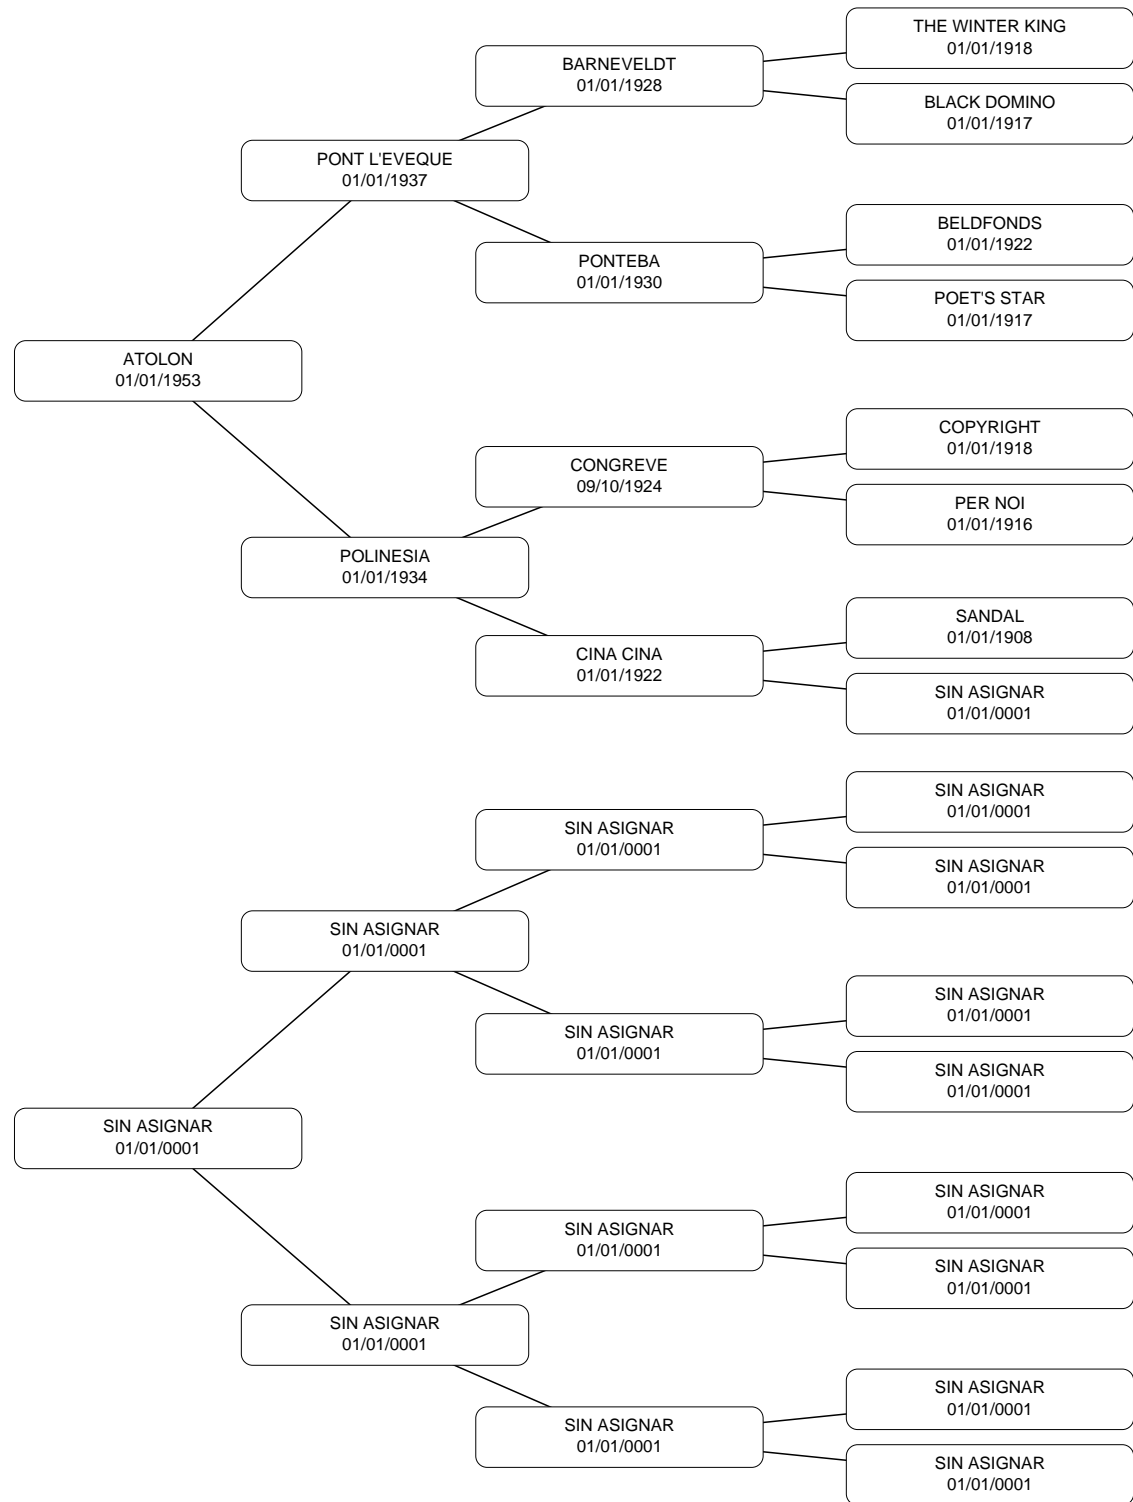 THE WINTER KING
01/01/1918
BARNEVELDT
01/01/1928
BLACK DOMINO
01/01/1917
PONT L'EVEQUE
01/01/1937
BELDFONDS
01/01/1922
PONTEBA
01/01/1930
POET'S STAR
01/01/1917
ATOLON
01/01/1953
COPYRIGHT
01/01/1918
CONGREVE
09/10/1924
PER NOI
01/01/1916
POLINESIA
01/01/1934
SANDAL
01/01/1908
CINA CINA
01/01/1922
SIN ASIGNAR
01/01/0001
SIN ASIGNAR
01/01/0001
SIN ASIGNAR
01/01/0001
SIN ASIGNAR
01/01/0001
SIN ASIGNAR
01/01/0001
SIN ASIGNAR
01/01/0001
SIN ASIGNAR
01/01/0001
SIN ASIGNAR
01/01/0001
SIN ASIGNAR
01/01/0001
SIN ASIGNAR
01/01/0001
SIN ASIGNAR
01/01/0001
SIN ASIGNAR
01/01/0001
SIN ASIGNAR
01/01/0001
SIN ASIGNAR
01/01/0001
SIN ASIGNAR
01/01/0001
SIN ASIGNAR
01/01/0001